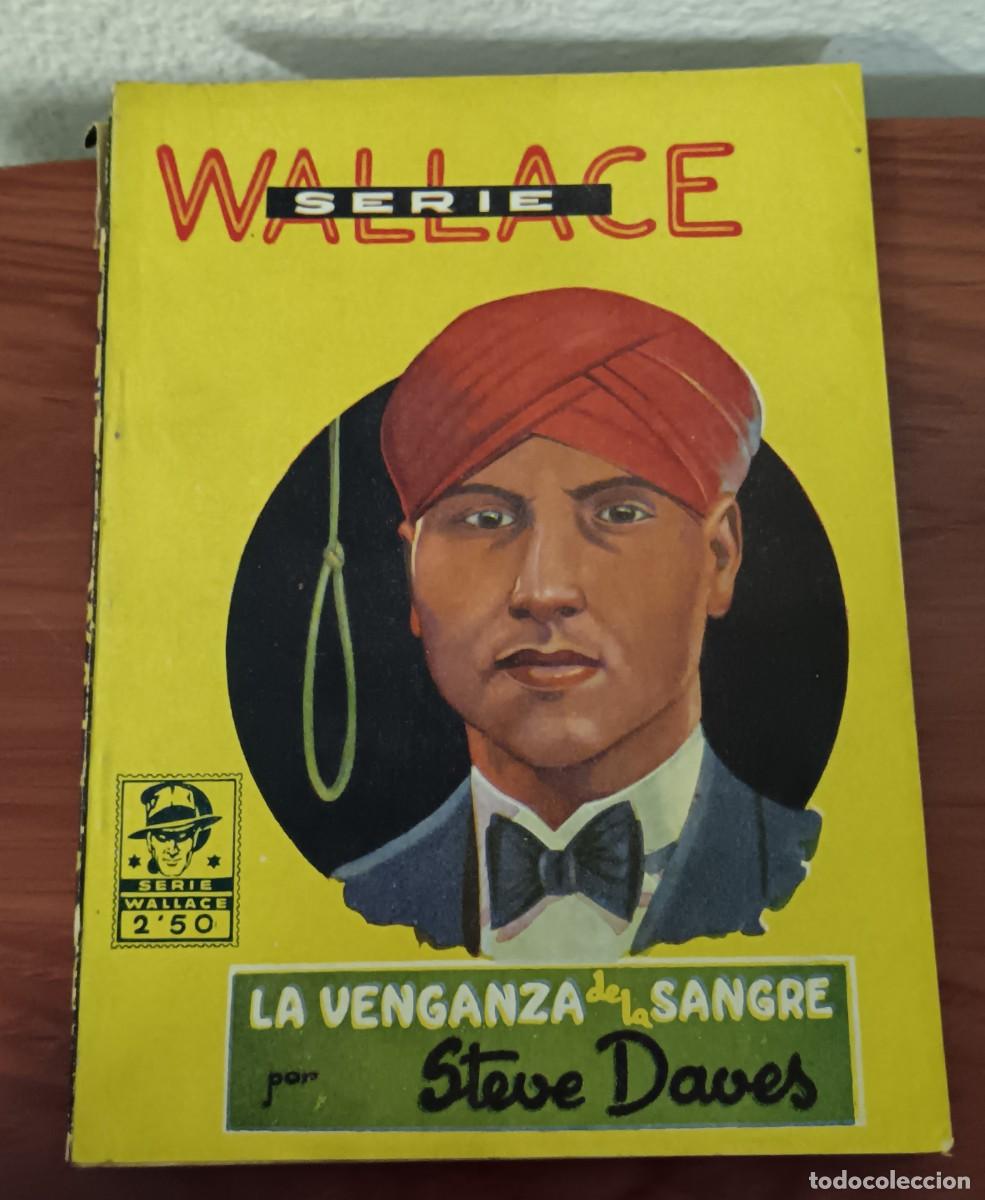 WALLACE
SERIE
SERIE
WALLACE
2'50
LA VENGANZA de la SANGRE
por Steve Daves
todocoleccion